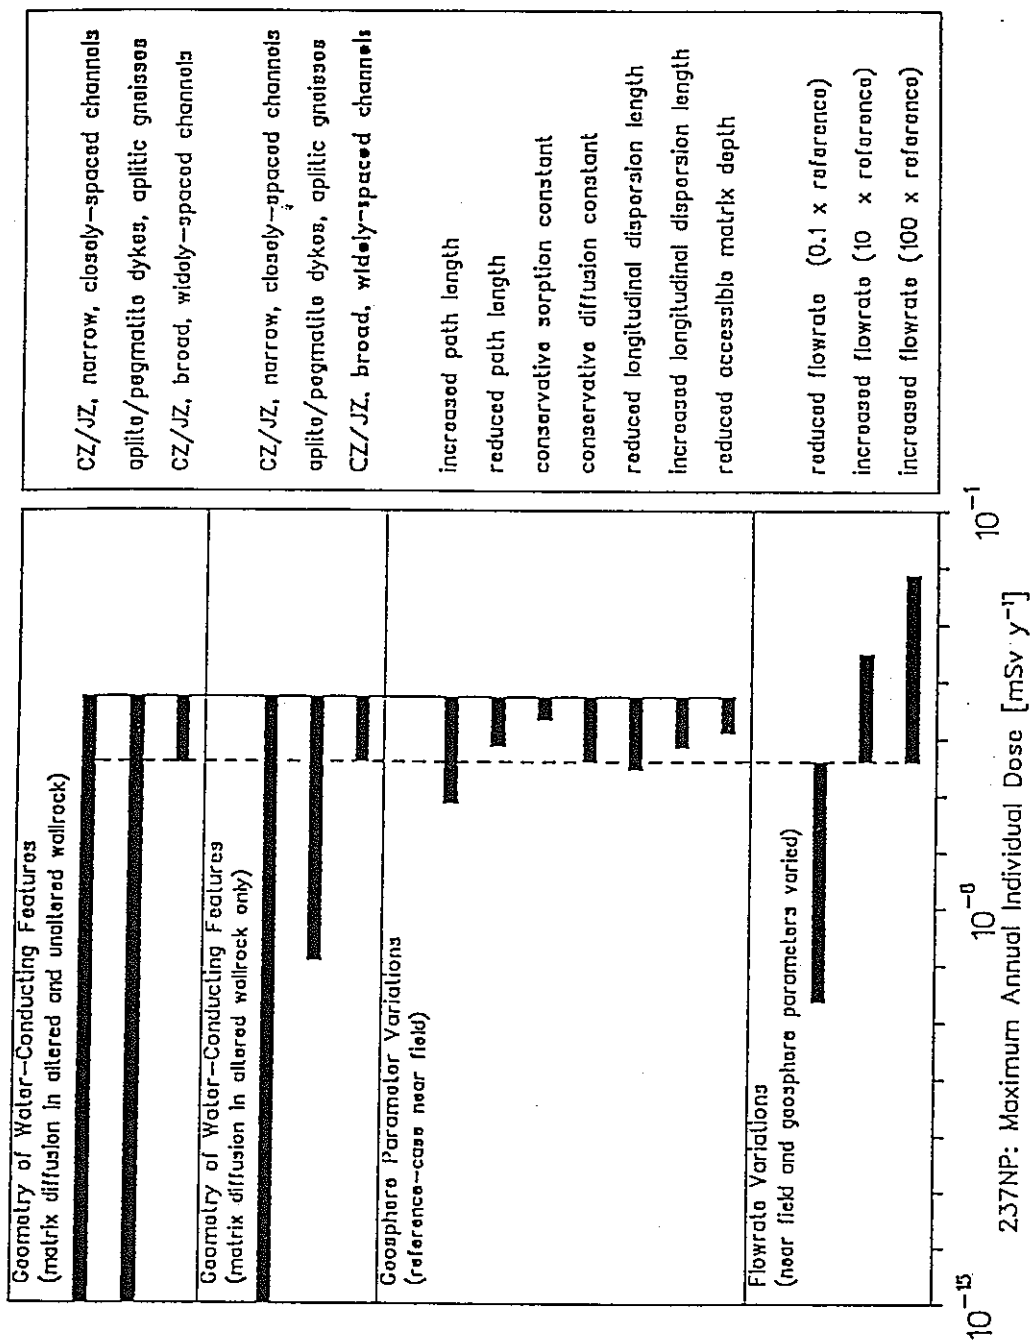 Geometry of Water-Conducting Features
(matrix diffusion in altered and unaltered wallrock)
CZ/JZ, narrow, closely-spaced channels
aplite/pegmatite dykes, aplitic gneisses
CZ/JZ, broad, widely-spaced channels
Geometry of Water-Conducting Features
(matrix diffusion in altered wallrock only)
CZ/JZ, narrow, closely-spaced channels
aplite/pegmatite dykes, aplitic gneisses
CZ/JZ, broad, widely-spaced channels
Geosphere Parameter Variations
(reference-case near field)
increased path length
reduced path length
conservative sorption constant
conservative diffusion constant
reduced longitudinal dispersion length
increased longitudinal dispersion length
reduced accessible matrix depth
Flowrate Variations
(near field and geosphere parameters varied)
reduced flowrate (0.1 x reference)
increased flowrate (10 x reference)
increased flowrate (100 x reference)
10⁻¹⁵
10⁻⁸
10⁻¹
237NP: Maximum Annual Individual Dose [mSv y⁻¹]